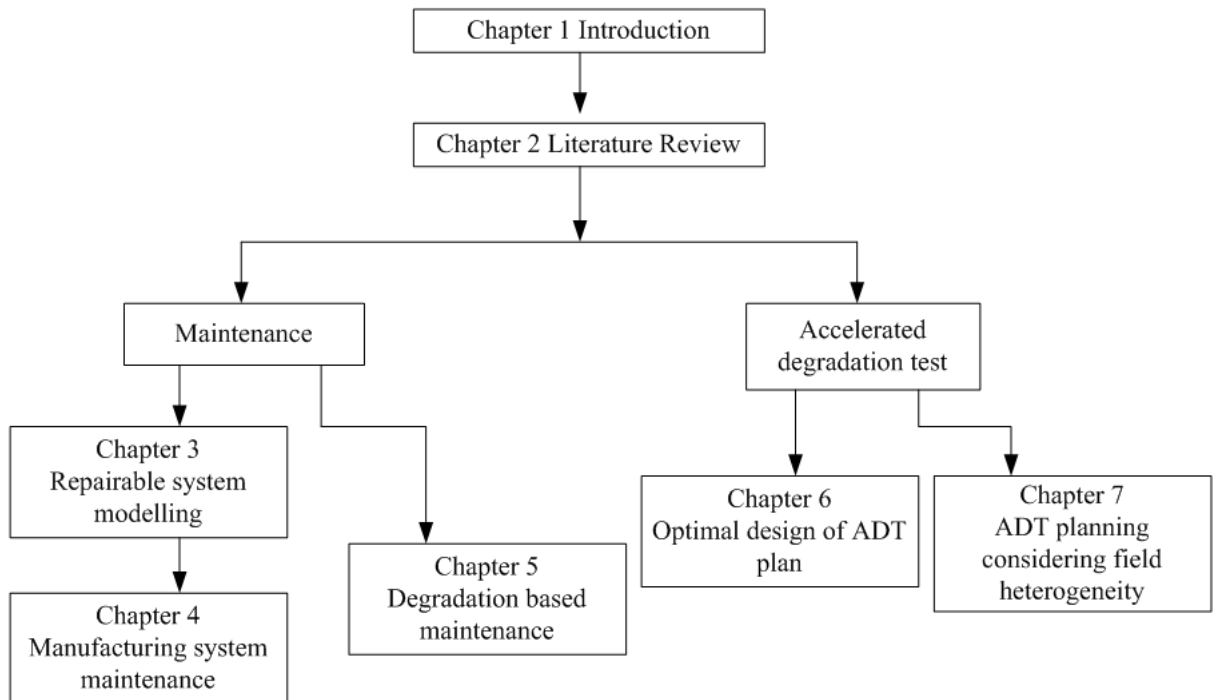 Chapter 1 Introduction
Chapter 2 Literature Review
Maintenance
Accelerated
degradation test
Chapter 3
Repairable system
modelling
Chapter 4
Manufacturing system
maintenance
Chapter 5
Degradation based
maintenance
Chapter 6
Optimal design of ADT
plan
Chapter 7
ADT planning
considering field
heterogeneity